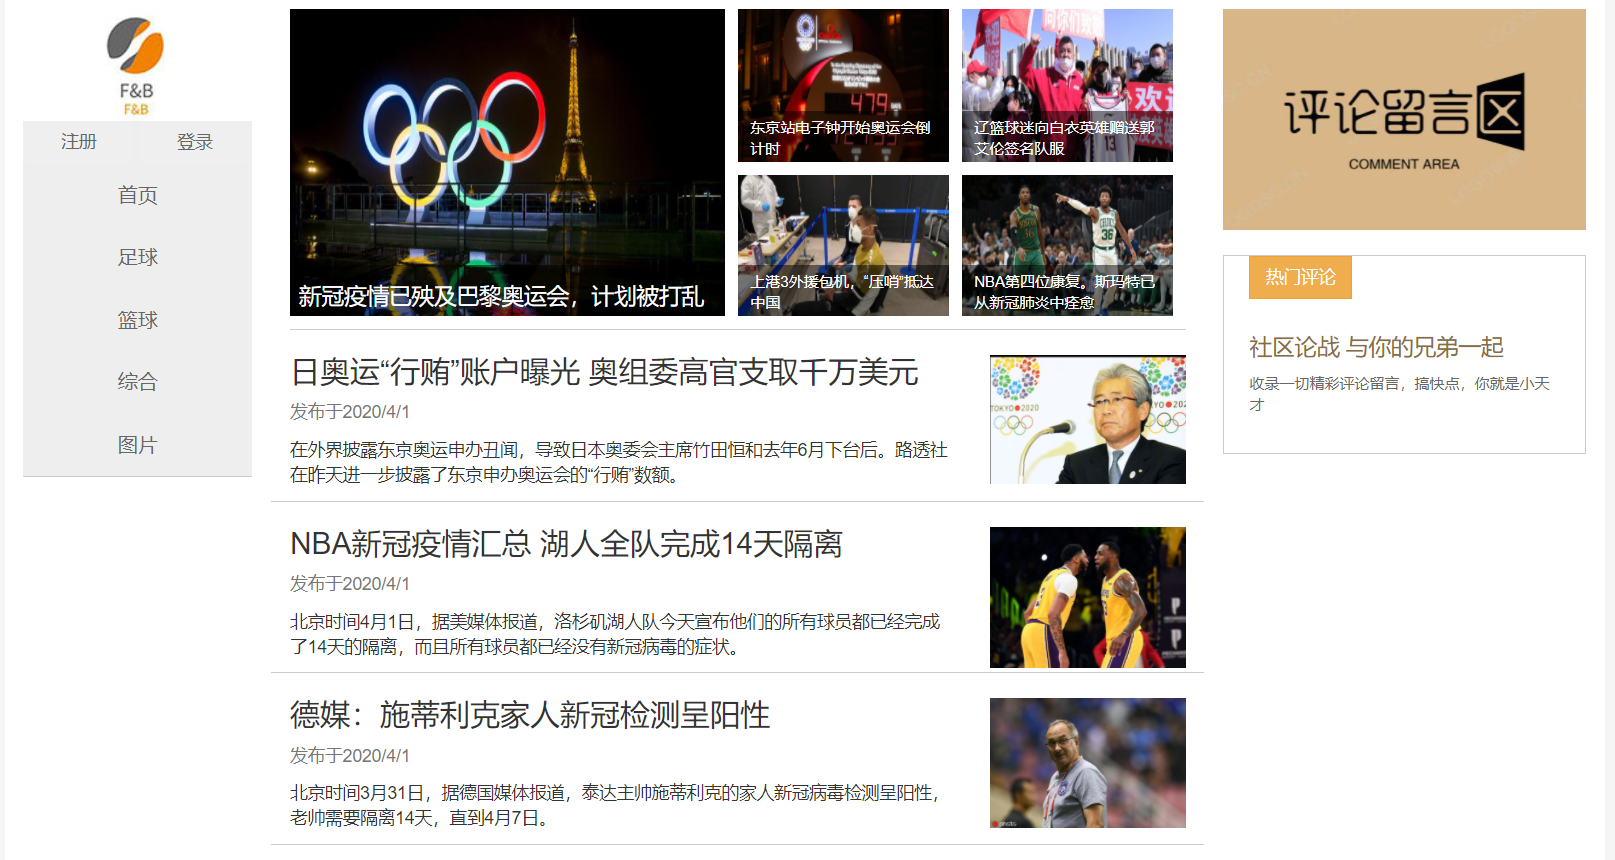 F&B
F&B
注册 登录
首页
足球
篮球
综合
图片
新冠疫情已殃及巴黎奥运会，计划被打乱
479
东京站电子钟开始奥运会倒
计时
向你们致敬
欢
13
辽篮球迷向白衣英雄赠送郭
艾伦签名队服
上港3外援包机，“压哨”抵达
中国
36
NBA第四位康复。斯玛特已
从新冠肺炎中痊愈
日奥运“行贿”账户曝光 奥组委高官支取千万美元
发布于2020/4/1
在外界披露东京奥运申办丑闻，导致日本奥委会主席竹田恒和去年6月下台后。路透社
在昨天进一步披露了东京申办奥运会的“行贿”数额。
TOKYO 2020
NBA新冠疫情汇总 湖人全队完成14天隔离
发布于2020/4/1
北京时间4月1日，据美媒体报道，洛杉矶湖人队今天宣布他们的所有球员都已经完成
了14天的隔离，而且所有球员都已经没有新冠病毒的症状。
德媒：施蒂利克家人新冠检测呈阳性
发布于2020/4/1
北京时间3月31日，据德国媒体报道，泰达主帅施蒂利克的家人新冠病毒检测呈阳性，
老帅需要隔离14天，直到4月7日。
评论留言区
COMMENT AREA
热门评论
社区论战 与你的兄弟一起
收录一切精彩评论留言，搞快点，你就是小天
才